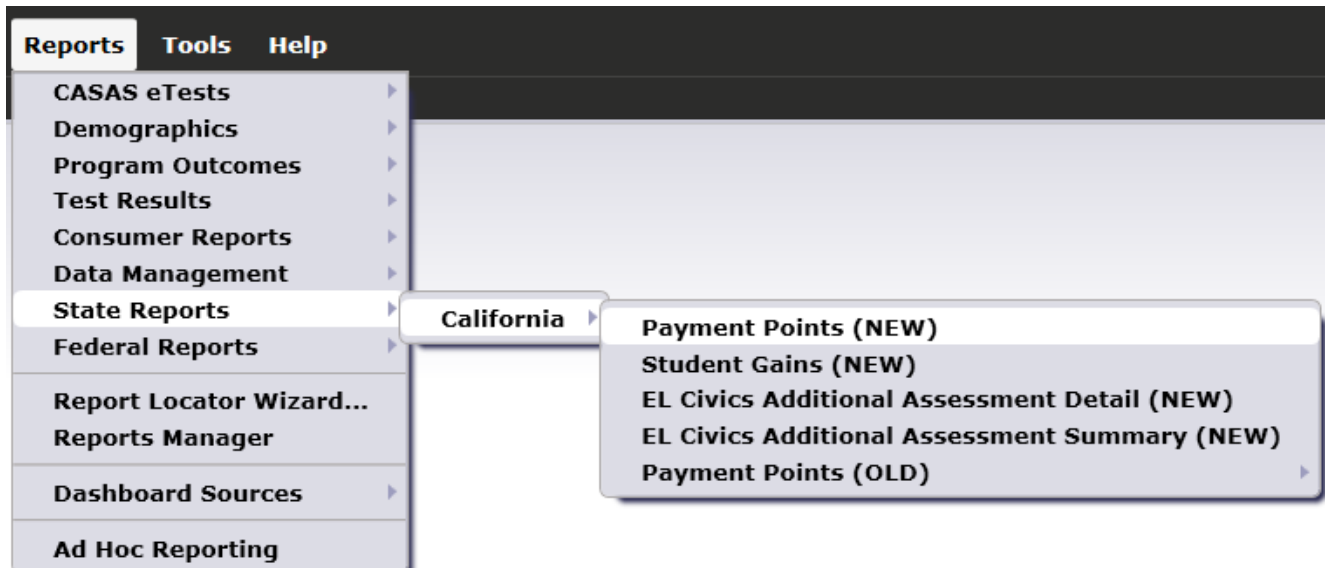 Reports Tools Help
CASAS eTests
Demographics
Program Outcomes
Test Results
Consumer Reports
Data Management
State Reports
Federal Reports
Report Locator Wizard...
Reports Manager
Dashboard Sources
Ad Hoc Reporting
California
Payment Points (NEW)
Student Gains (NEW)
EL Civics Additional Assessment Detail (NEW)
EL Civics Additional Assessment Summary (NEW)
Payment Points (OLD)